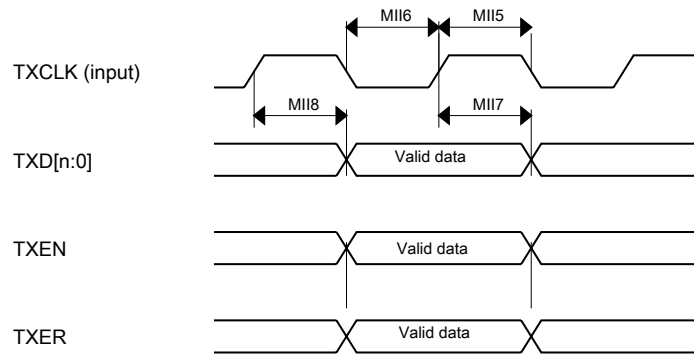 MII6
MII5
TXCLK (input)
MII8
MII7
TXD[n:0]
Valid data
TXEN
Valid data
TXER
Valid data